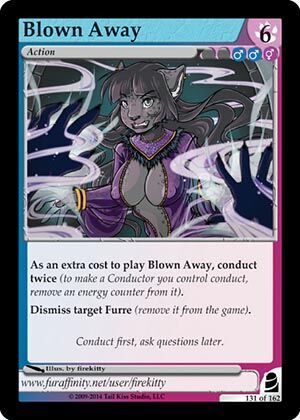 Blown Away
6
Action
As an extra cost to play Blown Away, conduct
twice (to make a Conductor you control conduct,
remove an energy counter from it).
Dismiss target Furre (remove it from the game).
Conduct first, ask questions later.
Illus. by firekitty
www.furaffinity.net/user/firekitty
© 2009-2014 Tail Kiss Studio, LLC
131 of 162